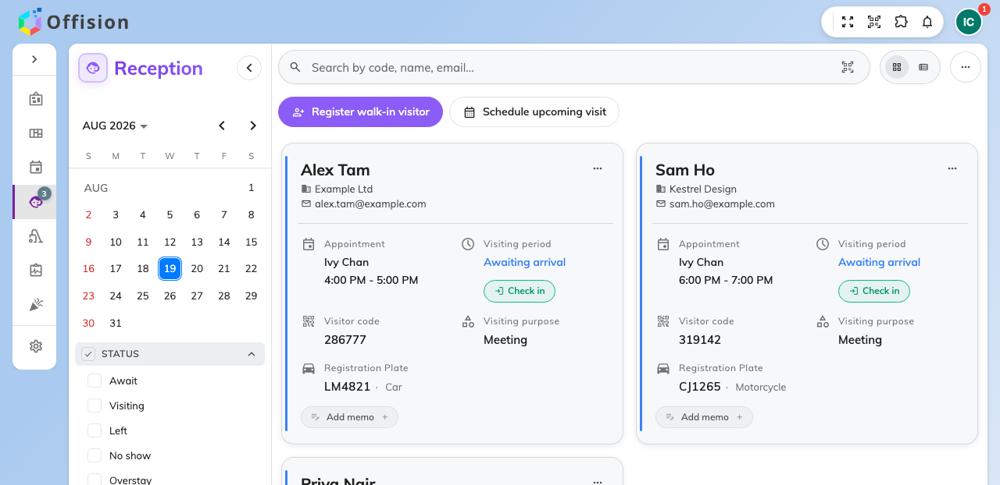 Offision
IC
1
Reception
Search by code, name, email...
Register walk-in visitor
Schedule upcoming visit
AUG 2026
S M T W T F S
AUG 1
2 3 4 5 6 7 8
9 10 11 12 13 14 15
16 17 18 19 20 21 22
23 24 25 26 27 28 29
30 31
3
STATUS
Await
Visiting
Left
No show
Overstay
Alex Tam
Example Ltd
alex.tam@example.com
Appointment
Ivy Chan
4:00 PM - 5:00 PM
Visiting period
Awaiting arrival
Check in
Visitor code
286777
Visiting purpose
Meeting
Registration Plate
LM4821 · Car
Add memo +
Sam Ho
Kestrel Design
sam.ho@example.com
Appointment
Ivy Chan
6:00 PM - 7:00 PM
Visiting period
Awaiting arrival
Check in
Visitor code
319142
Visiting purpose
Meeting
Registration Plate
CJ1265 · Motorcycle
Add memo +
Priya Nair